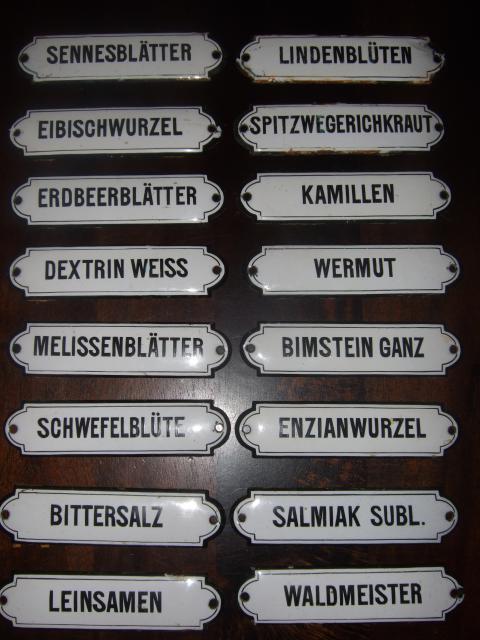 SENNESBLÄTTER
LINDENBLÜTEN
EIBISCHWURZEL
SPITZWEGERICHKRAUT
ERDBEERBLÄTTER
KAMILLEN
DEXTRIN WEISS
WERMUT
MELISSENBLÄTTER
BIMSTEIN GANZ
SCHWEFELBLÜTE
ENZIANWURZEL
BITTERSALZ
SALMIAK SUBL.
LEINSAMEN
WALDMEISTER